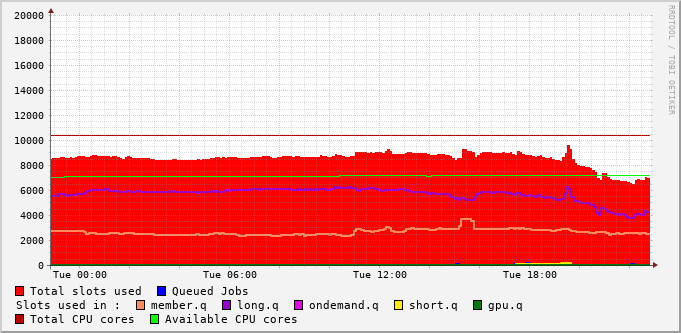 20000
18000
16000
14000
12000
10000
8000
6000
4000
2000
0
Tue 00:00 Tue 06:00 Tue 12:00 Tue 18:00
RRDTOOL / TOBI OETIKER
Total slots used Queued Jobs
Slots used in : member.q long.q ondemand.q short.q gpu.q
Total CPU cores Available CPU cores